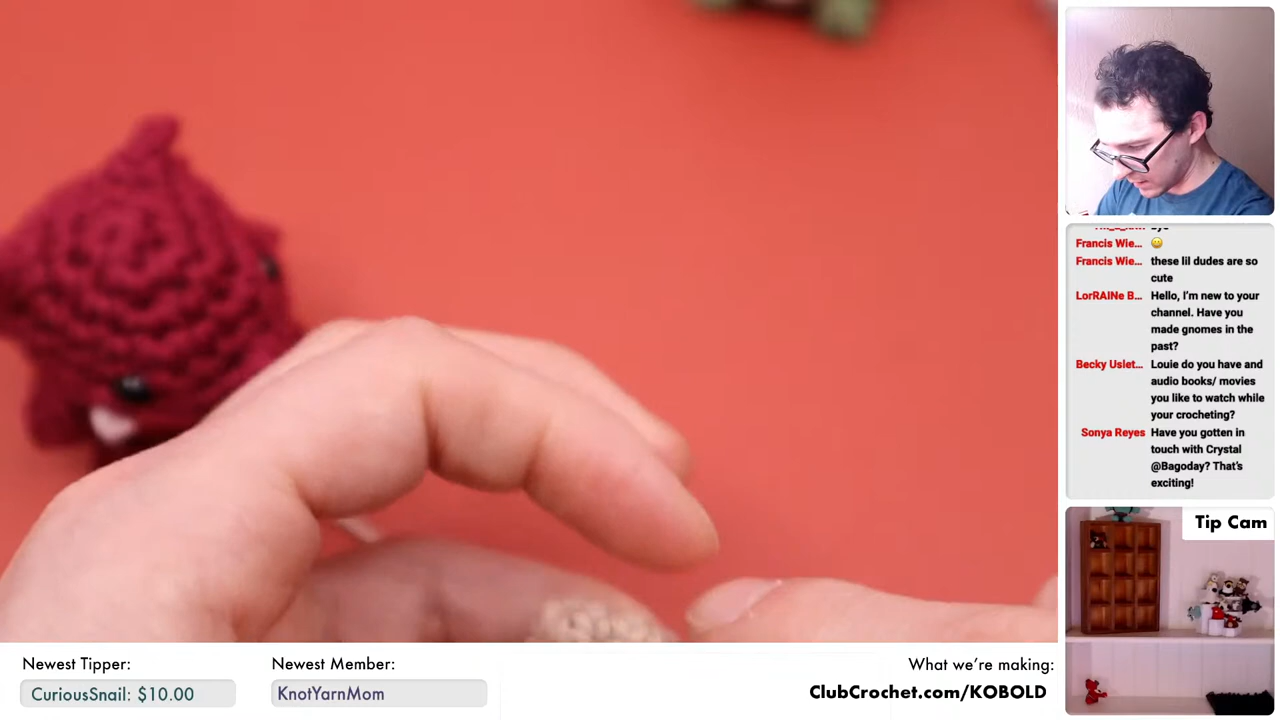 Francis Wie... 😀
Francis Wie... these lil dudes are so
cute
LorRAINe B... Hello, I'm new to your
channel. Have you
made gnomes in the
past?
Becky Uslet... Louie do you have and
audio books/ movies
you like to watch while
your crocheting?
Sonya Reyes Have you gotten in
touch with Crystal
@Bagoday? That's
exciting!
Tip Cam
Newest Tipper:
CuriousSnail: $10.00
Newest Member:
KnotYarnMom
What we're making:
ClubCrochet.com/KOBOLD